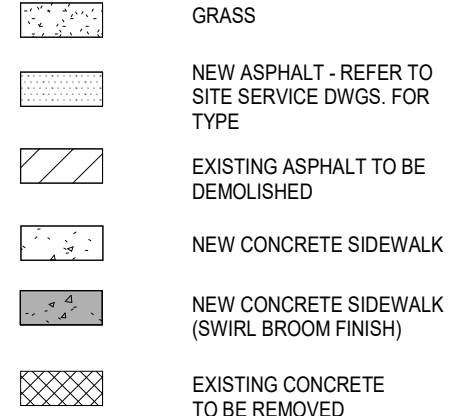 GRASS
NEW ASPHALT - REFER TO
SITE SERVICE DWGS. FOR
TYPE
EXISTING ASPHALT TO BE
DEMOLISHED
NEW CONCRETE SIDEWALK
NEW CONCRETE SIDEWALK
(SWIRL BROOM FINISH)
EXISTING CONCRETE
TO BE REMOVED